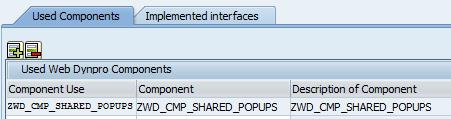 Used Components Implemented interfaces
Used Web Dynpro Components
Component Use Component Description of Component
ZWD_CMP_SHARED_POPUPS ZWD_CMP_SHARED_POPUPS ZWD_CMP_SHARED_POPUPS